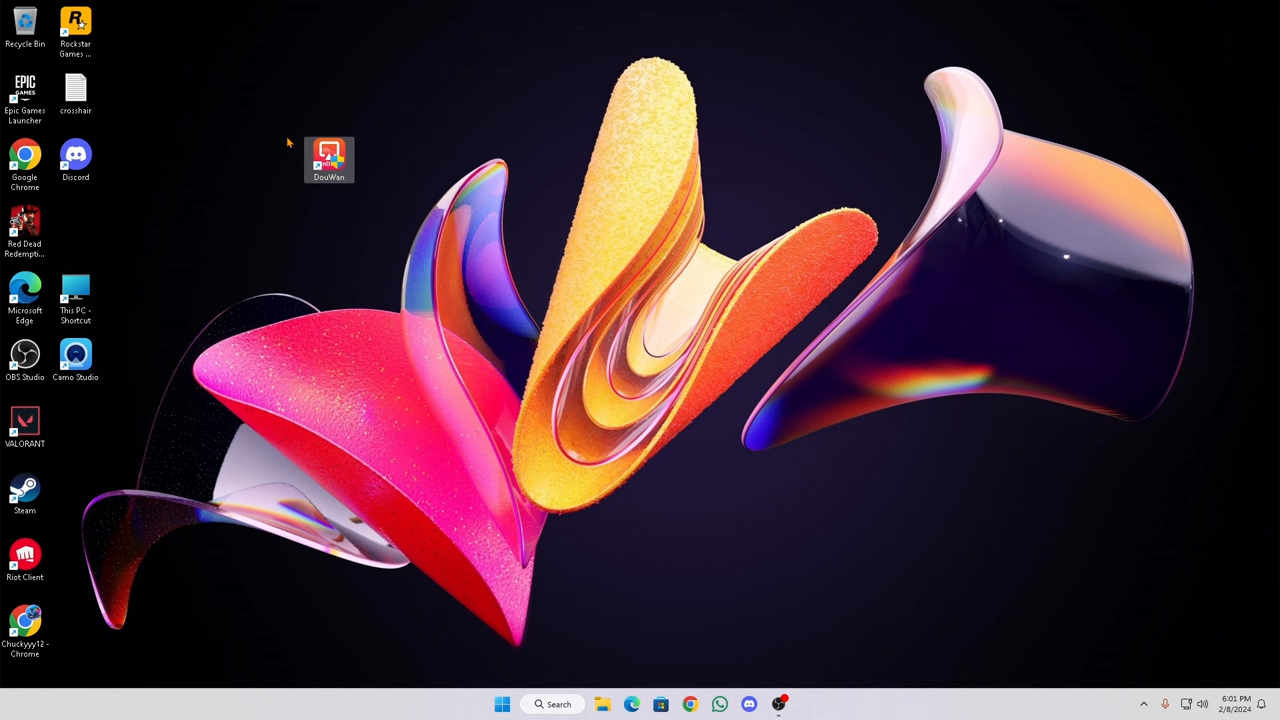 Recycle Bin
Rockstar
Games ...
EPIC
GAMES
Epic Games
Launcher
crosshair
Google
Chrome
Discord
DouWan
Red Dead
Redempti...
Microsoft
Edge
This PC -
Shortcut
OBS Studio
Camo Studio
VALORANT
Steam
Riot Client
Chuckyyy12 -
Chrome
Search
6:01 PM
2/8/2024